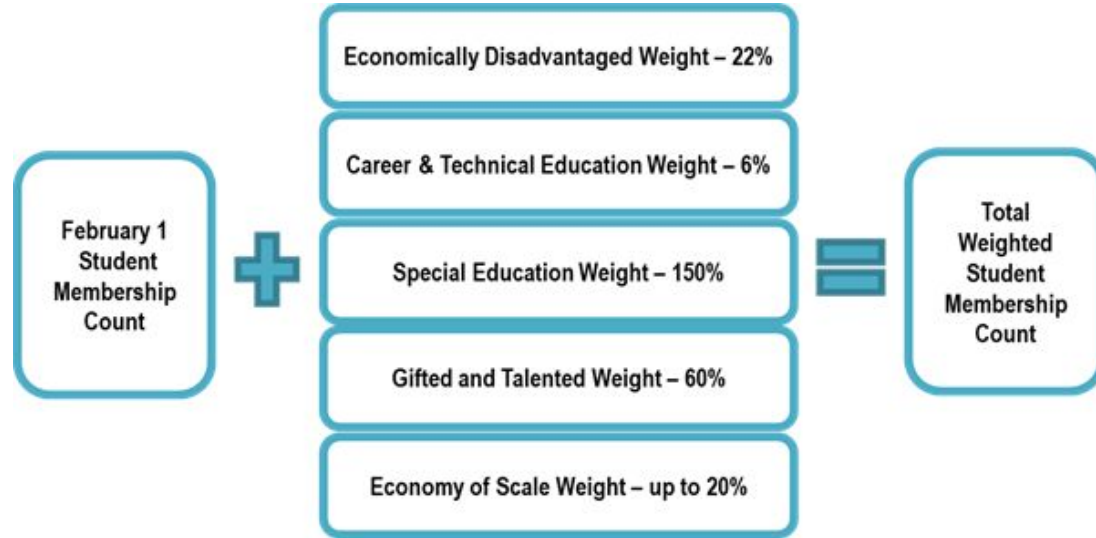 February 1
Student
Membership
Count
Economically Disadvantaged Weight – 22%
Career & Technical Education Weight – 6%
Special Education Weight – 150%
Gifted and Talented Weight – 60%
Economy of Scale Weight – up to 20%
Total
Weighted
Student
Membership
Count